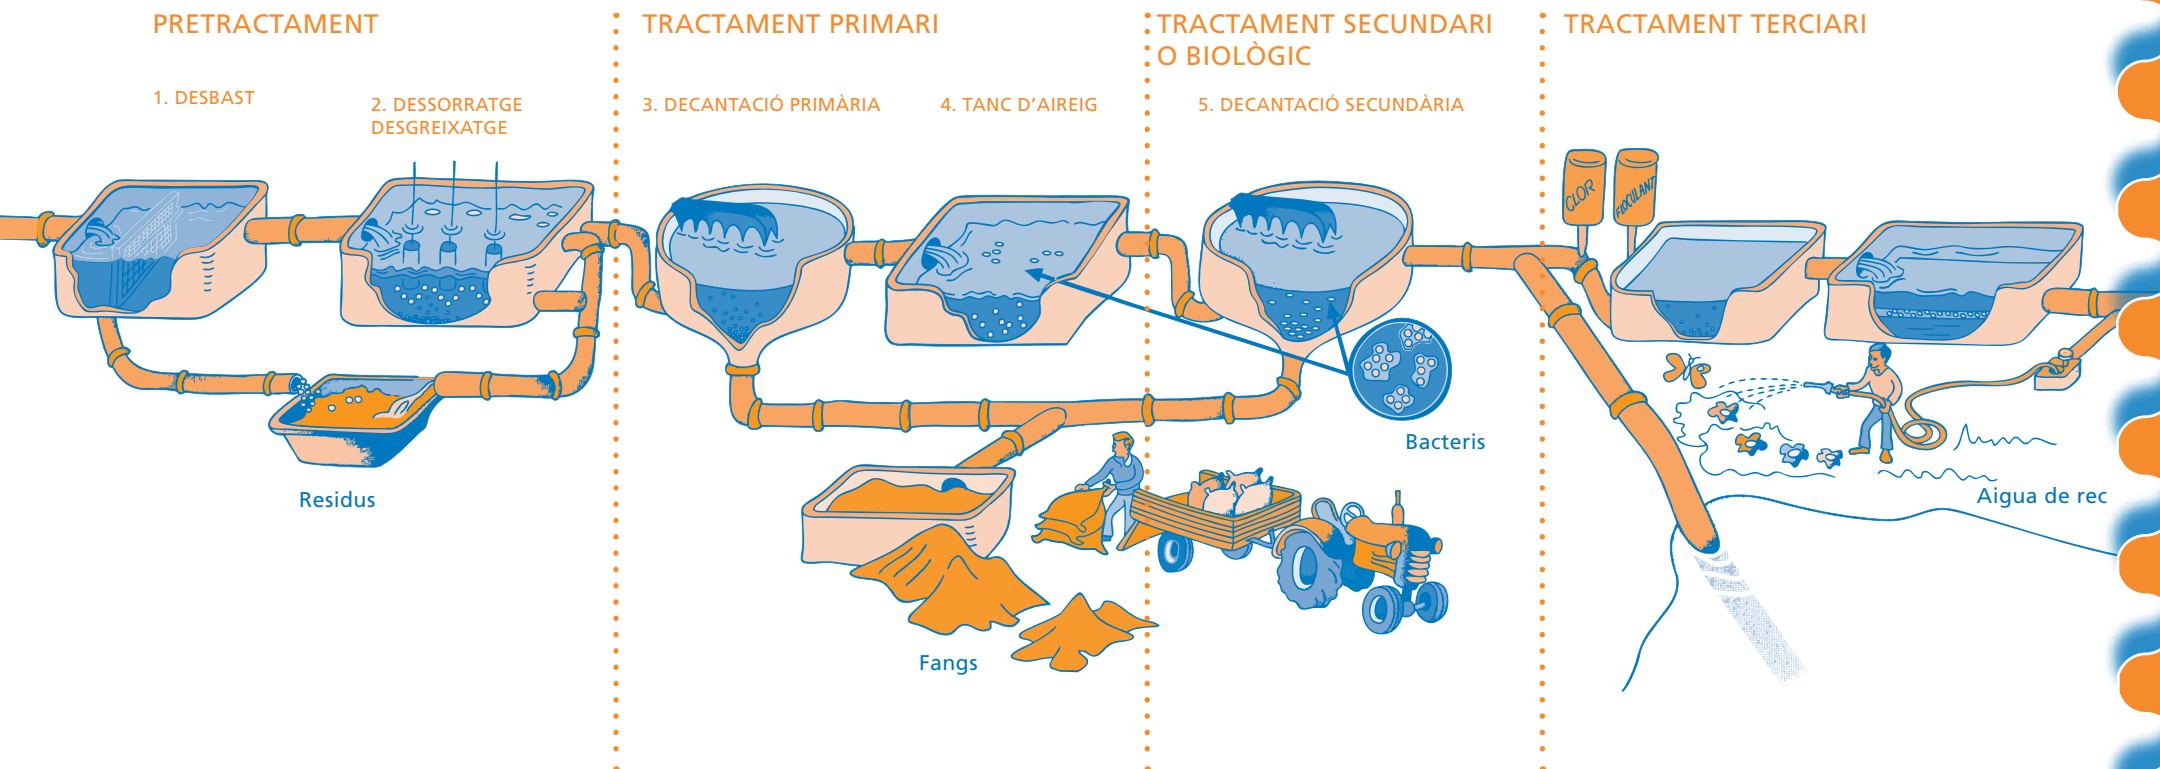 PRETRACTAMENT
1. DESBAST
2. DESSORRATGE
DESGREIXATGE
Residus
TRACTAMENT PRIMARI
3. DECANTACIÓ PRIMÀRIA
4. TANC D’AIREIG
Fangs
TRACTAMENT SECUNDARI
O BIOLÒGIC
5. DECANTACIÓ SECUNDÀRIA
Bacteris
TRACTAMENT TERCIARI
CLOR
FLOCULANT
Aigua de rec